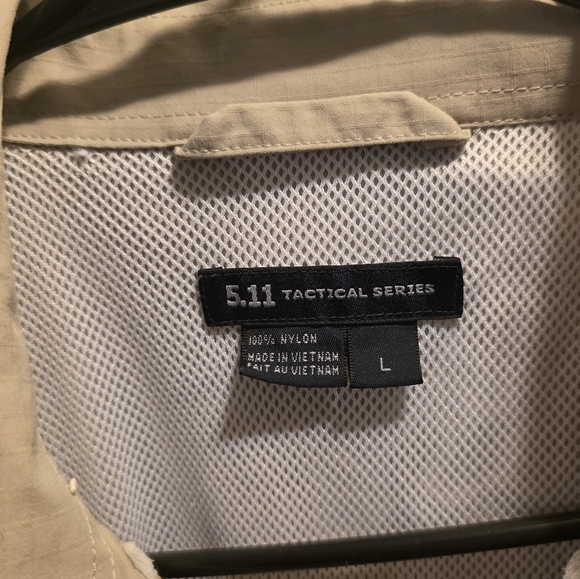 5.11 TACTICAL SERIES
100% NYLON
MADE IN VIETNAM
FAIT AU VIETNAM
L